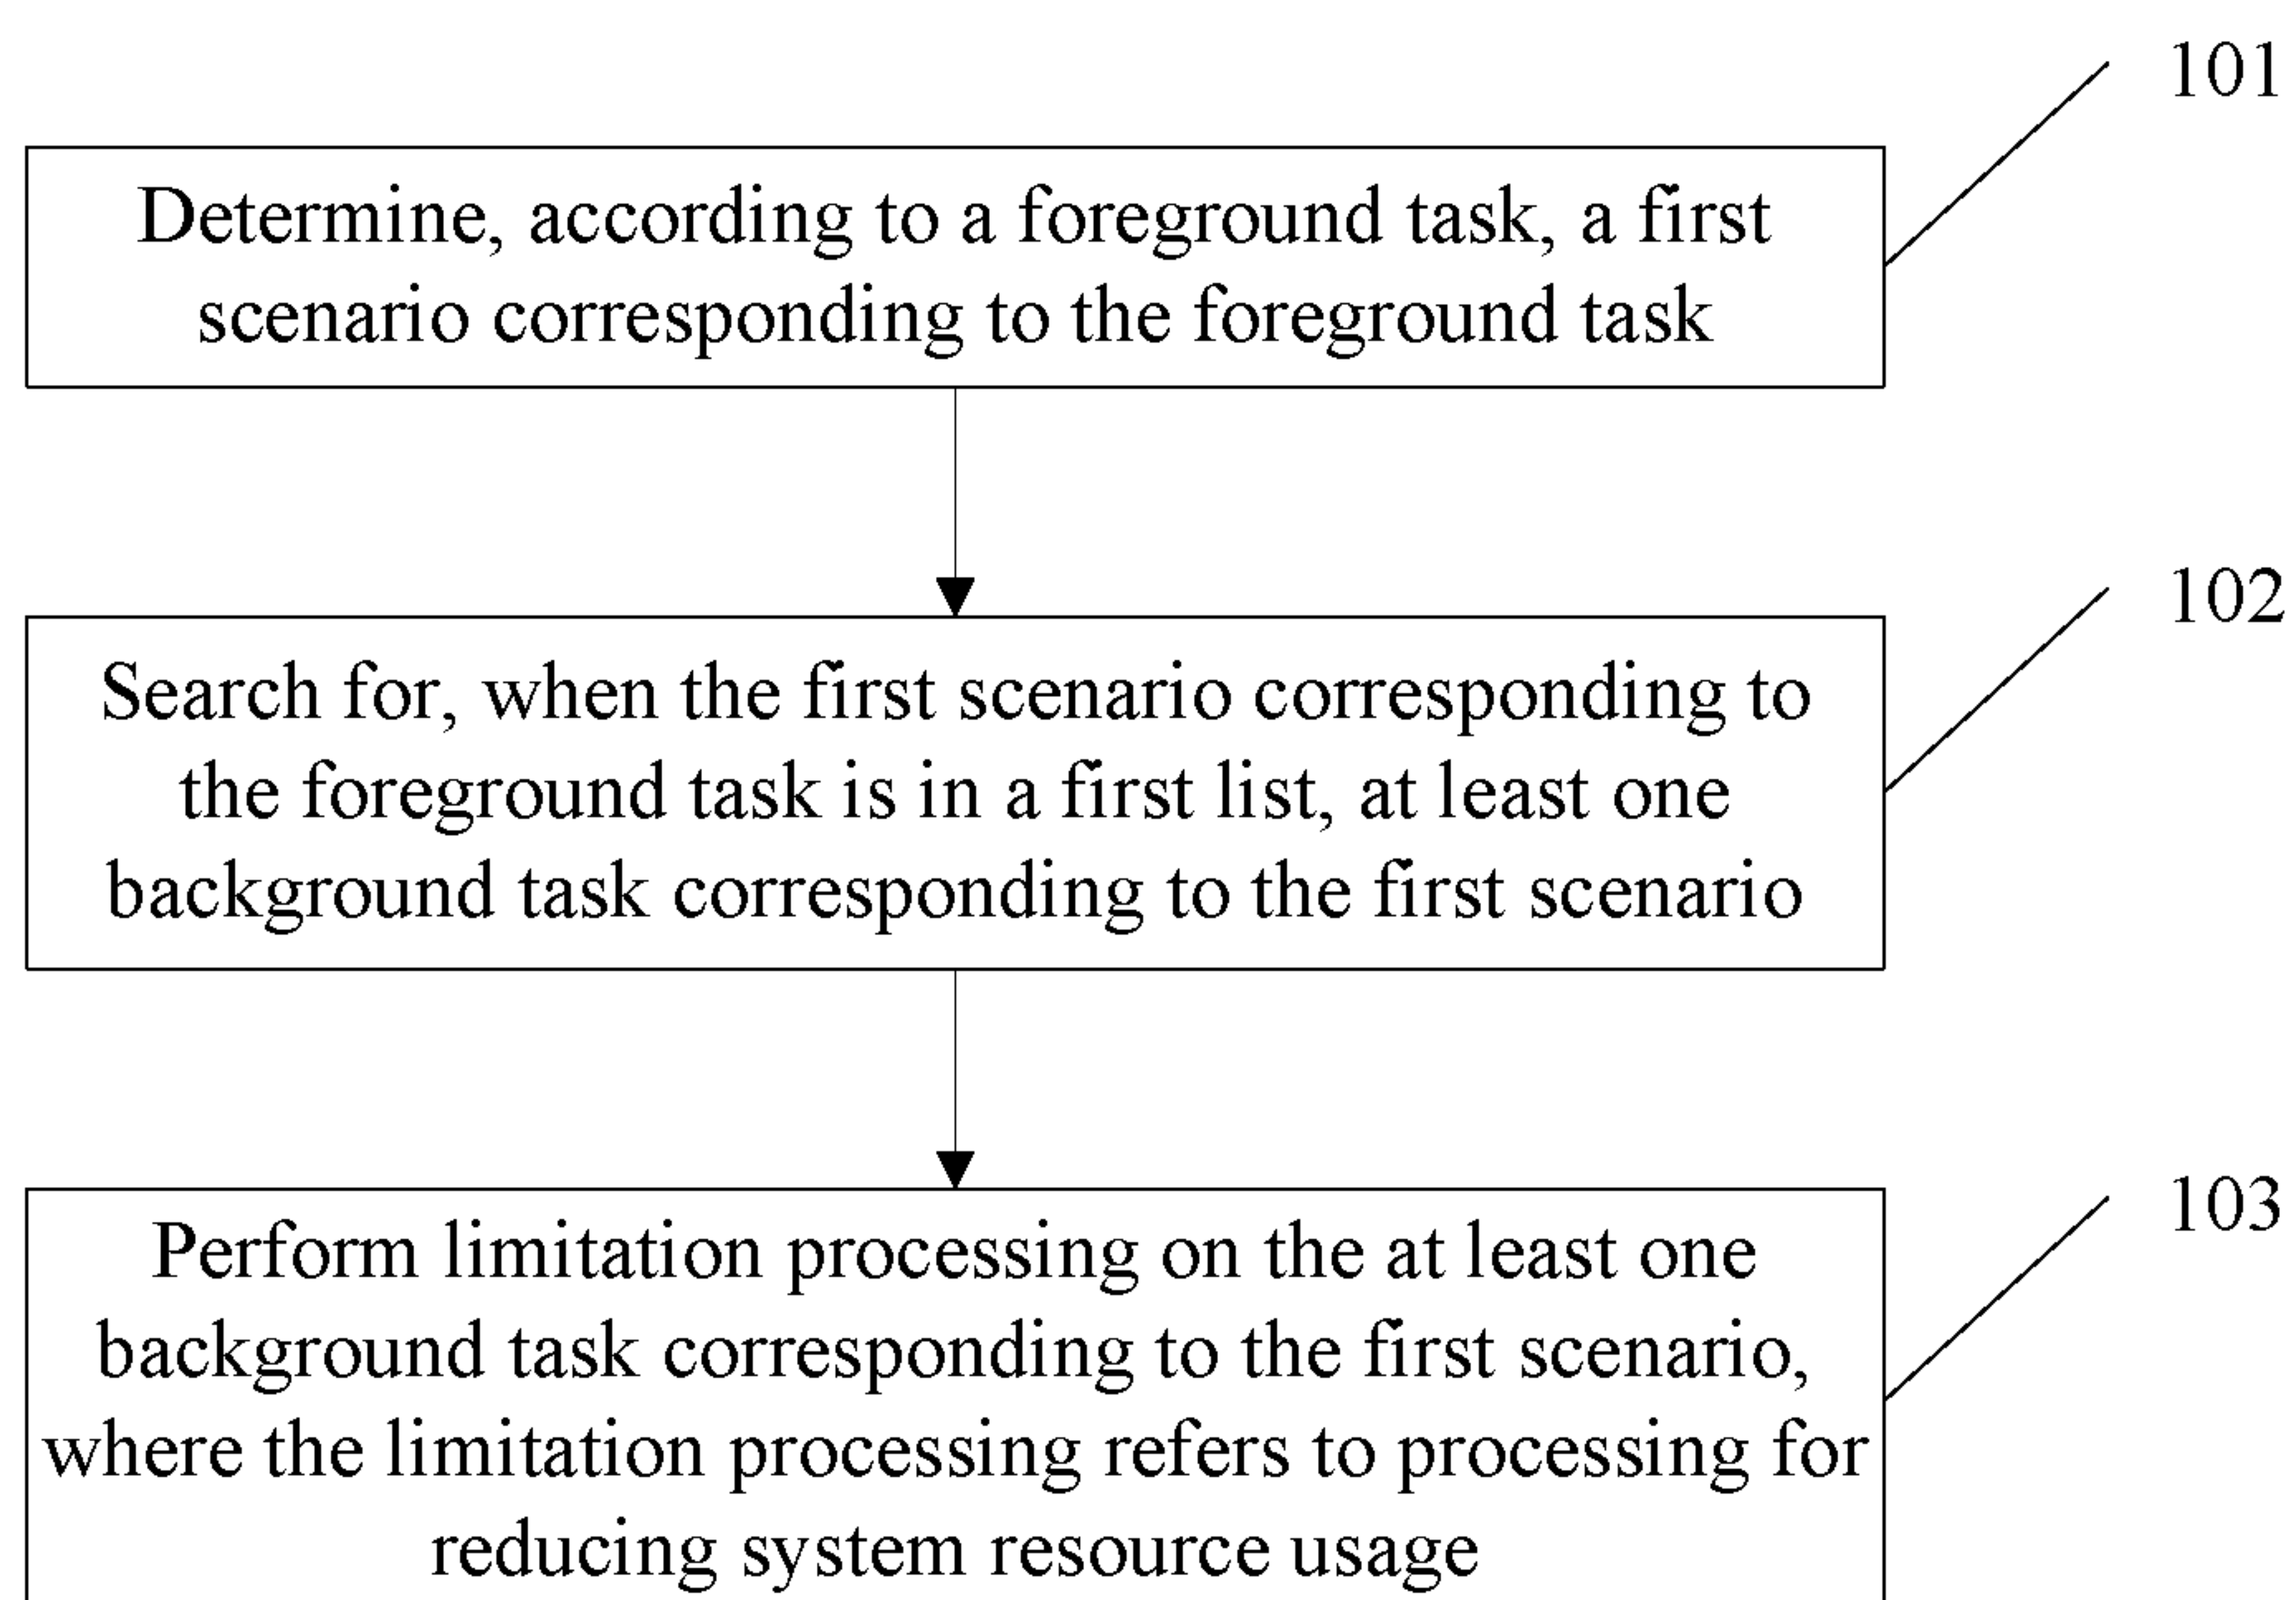 101
Determine, according to a foreground task, a first
scenario corresponding to the foreground task
102
Search for, when the first scenario corresponding to
the foreground task is in a first list, at least one
background task corresponding to the first scenario
103
Perform limitation processing on the at least one
background task corresponding to the first scenario,
where the limitation processing refers to processing for
reducing system resource usage